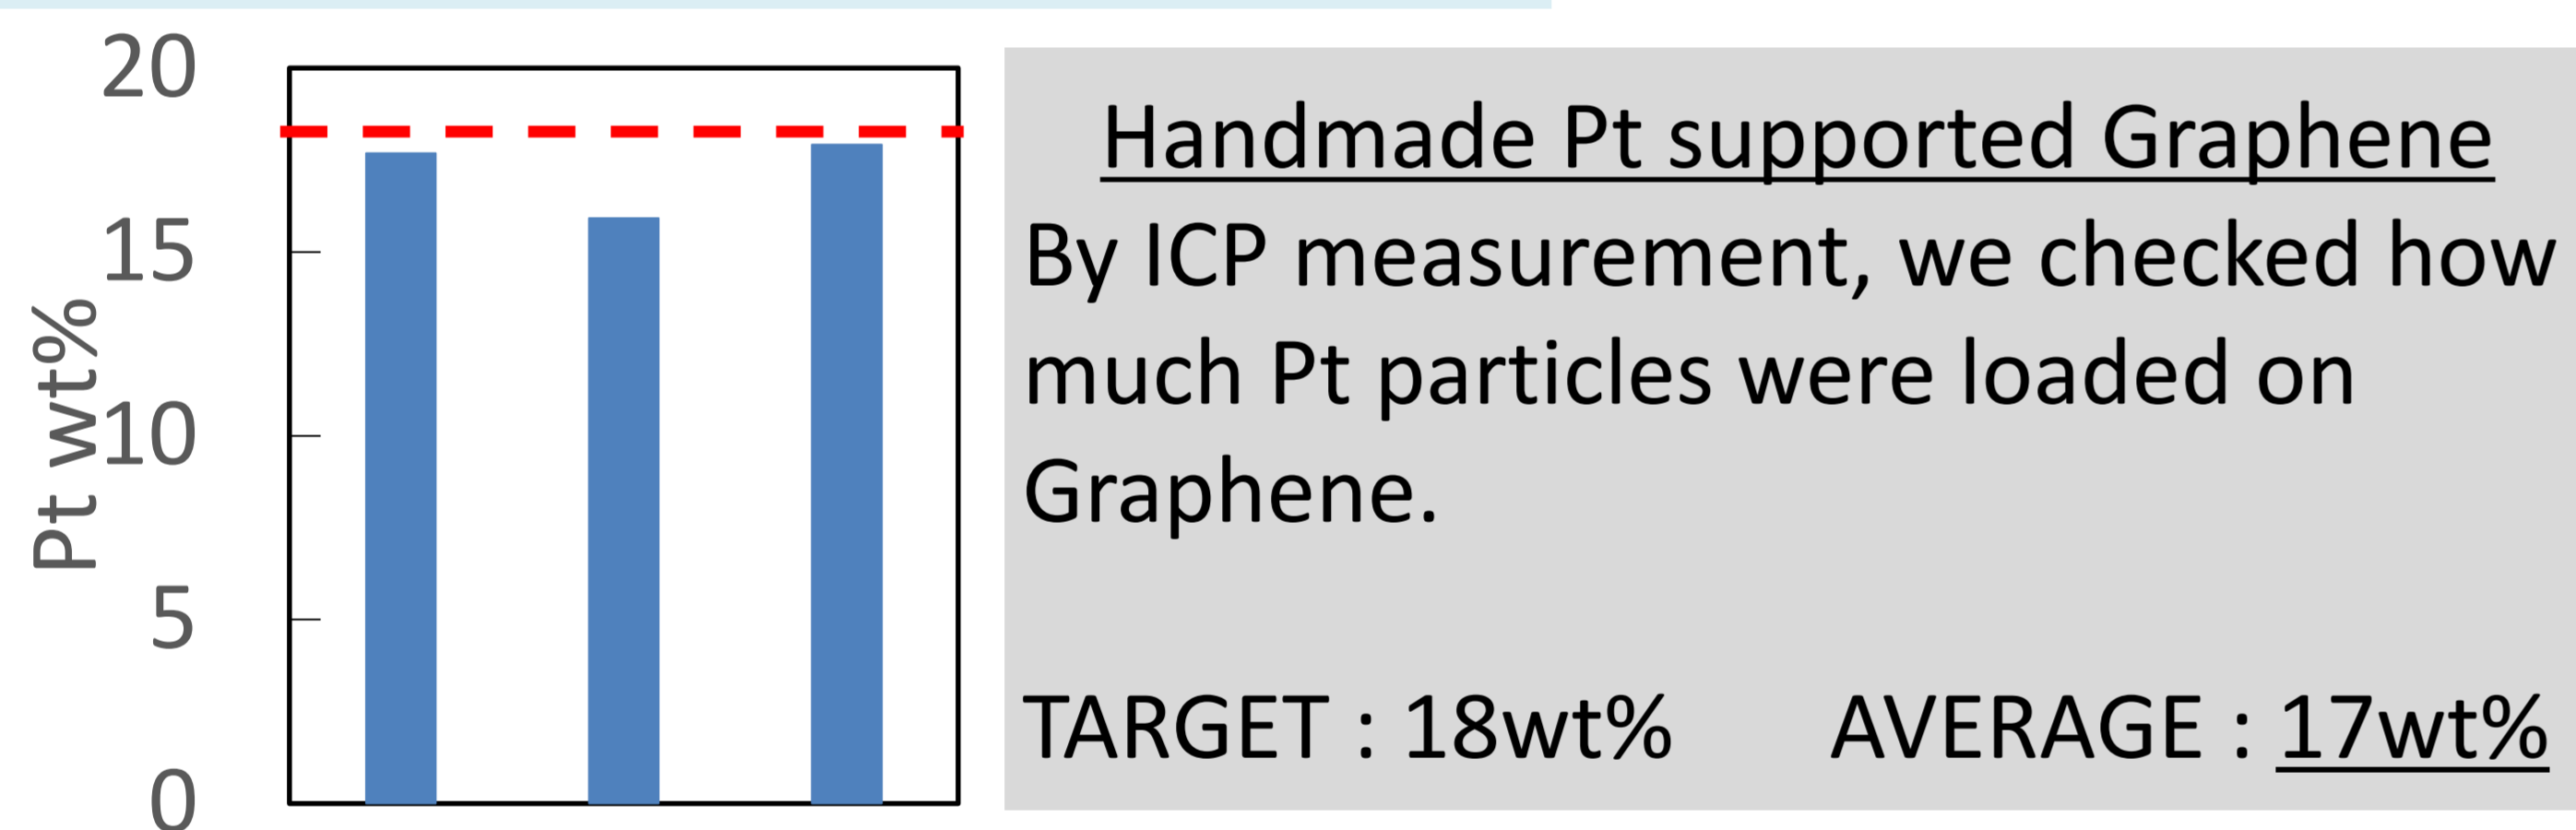 20
15
10
5
0
Pt wt%
Handmade Pt supported Graphene
By ICP measurement, we checked how
much Pt particles were loaded on
Graphene.
TARGET : 18wt% AVERAGE : 17wt%